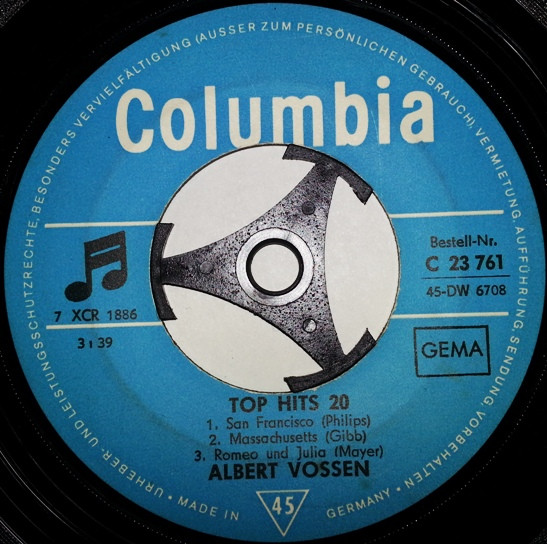 URHEBER- UND LEISTUNGSSCHUTZRECHTE, BESONDERS VERVIELFÄLTIGUNG (AUSSER ZUM PERSÖNLICHEN GEBRAUCH), VERMIETUNG, AUFFÜHRUNG, SENDUNG VORBEHALTEN
Columbia
Bestell-Nr.
C 23 761
45-DW 6708
7 XCR 1886
3:39
GEMA
TOP HITS 20
1. San Francisco (Philips)
2. Massachusetts (Gibb)
3. Romeo und Julia (Mayer)
ALBERT VOSSEN
• MADE IN
45
GERMANY •